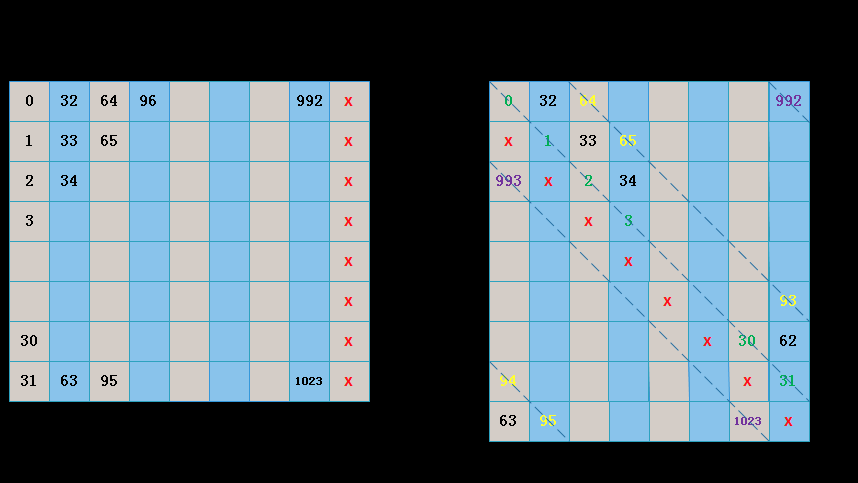 0 32 64 96 992 x
1 33 65 x
2 34 x
3 x
x
x
30 x
31 63 95 1023 x
0 32 64 992
x 1 33 65
993 x 2 34
x 3
x
x 93
x 30 62
94 x 31
63 95 1023 x